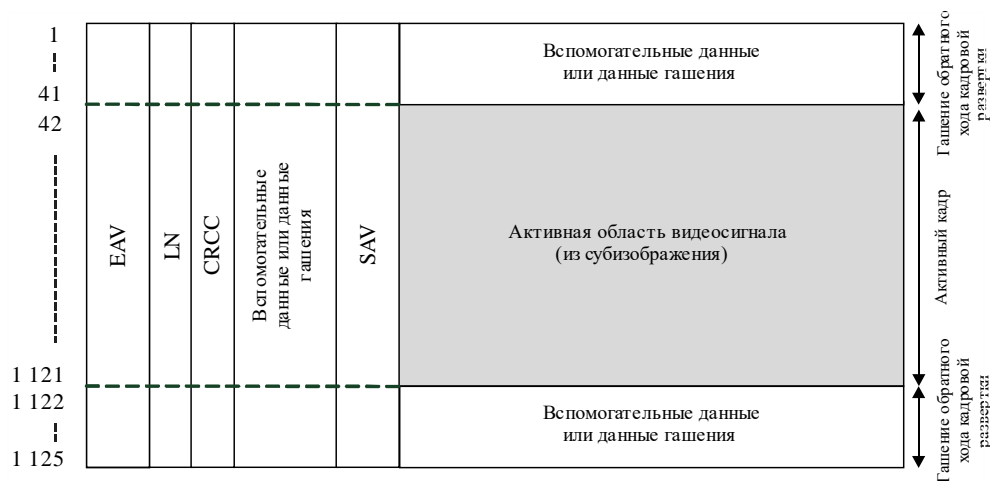 1
41
42
1 121
1 122
1 125
EAV
LN
CRCC
Вспомогательные
данные или данные
гашения
SAV
Вспомогательные данные
или данные гашения
Активная область видеосигнала
(из субизображения)
Вспомогательные данные
или данные гашения
Гашение обратного
хода кадровой
развертки
Активный кадр
Гашение обратного
хода кадровой
развертки